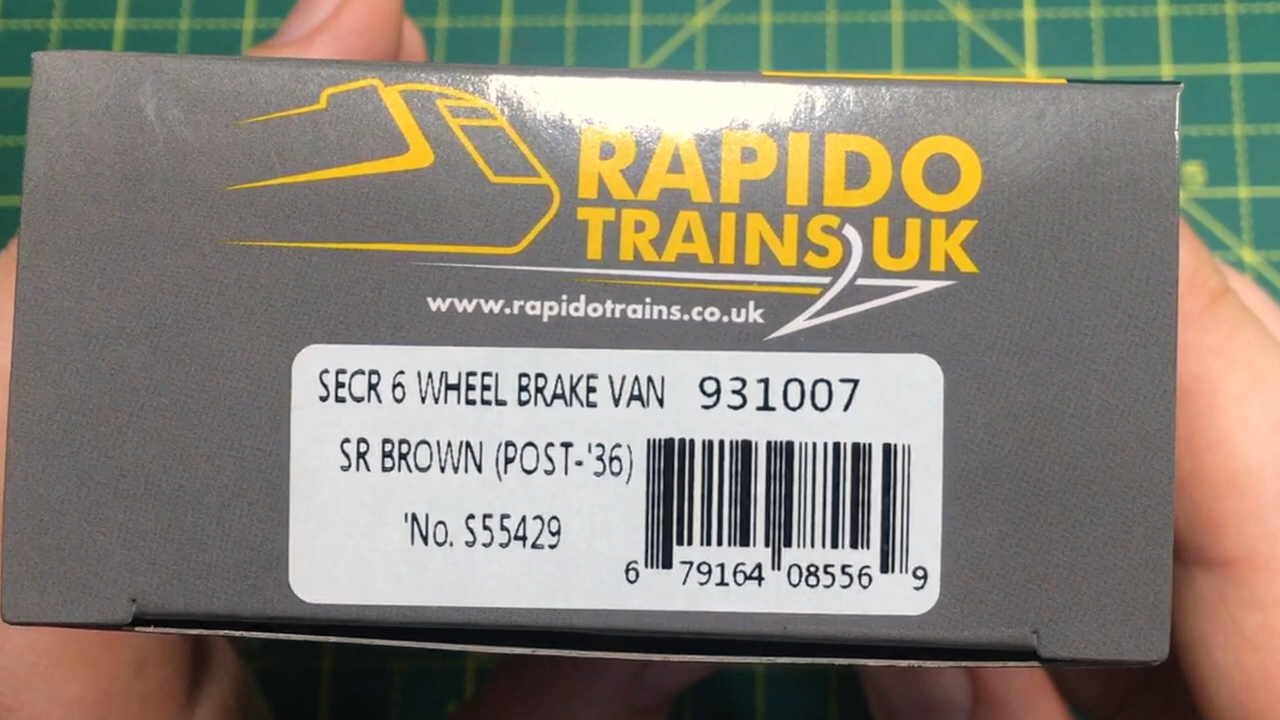 RAPIDO
TRAINS UK
www.rapidotrains.co.uk
SECR 6 WHEEL BRAKE VAN 931007
SR BROWN (POST-'36)
'No. S55429
6 79164 08556 9